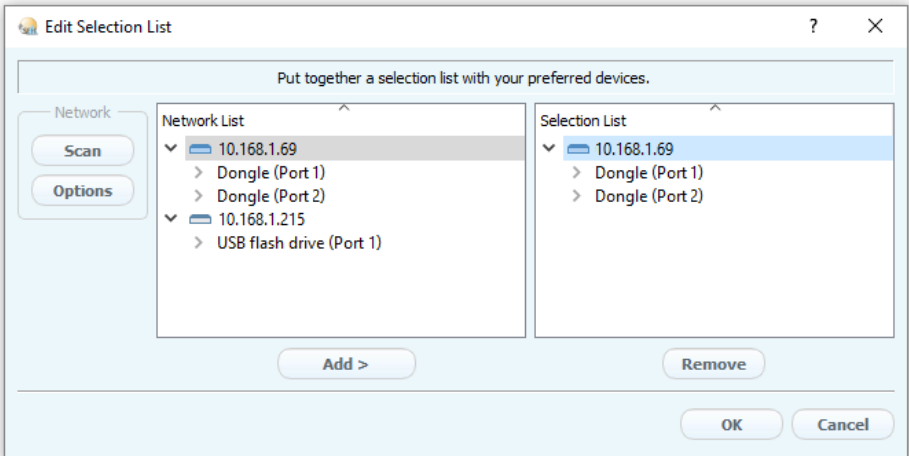 Edit Selection List
?
Put together a selection list with your preferred devices.
Network
Scan
Options
Network List
10.168.1.69
Dongle (Port 1)
Dongle (Port 2)
10.168.1.215
USB flash drive (Port 1)
Add >
Selection List
10.168.1.69
Dongle (Port 1)
Dongle (Port 2)
Remove
OK
Cancel